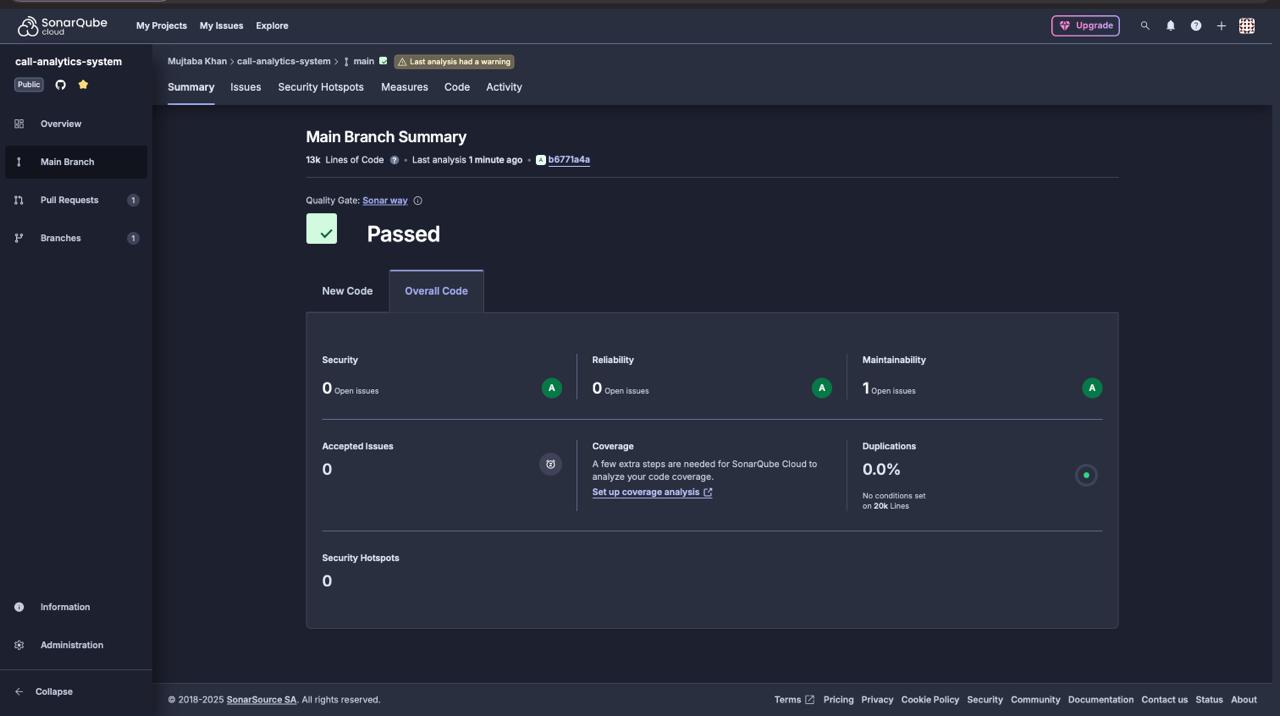 SonarQube cloud My Projects My Issues Explore Upgrade
call-analytics-system
Public
Overview
Main Branch
Pull Requests 1
Branches 1
Information
Administration
Collapse
Mujtaba Khan > call-analytics-system > main Last analysis had a warning
Summary Issues Security Hotspots Measures Code Activity
Main Branch Summary
13k Lines of Code ? • Last analysis 1 minute ago • A b6771a4a
Quality Gate: Sonar way
Passed
New Code Overall Code
Security
0 Open issues A
Reliability
0 Open issues A
Maintainability
1 Open issues A
Accepted Issues
0
Coverage
A few extra steps are needed for SonarQube Cloud to
analyze your code coverage.
Set up coverage analysis
Duplications
0.0%
No conditions set
on 20k Lines
Security Hotspots
0
© 2018-2025 SonarSource SA. All rights reserved. Terms Pricing Privacy Cookie Policy Security Community Documentation Contact us Status About